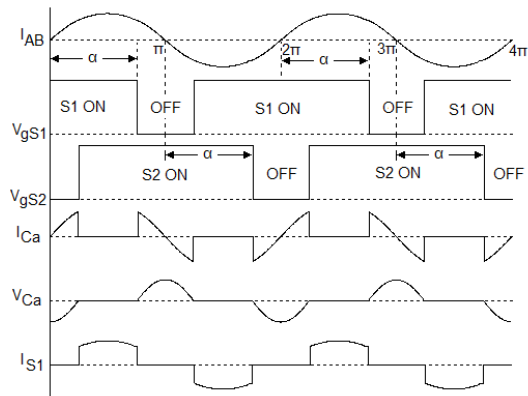 I_AB
π 2π 3π 4π
α α
S1 ON OFF S1 ON OFF S1 ON
V_gS1
α α
S2 ON OFF S2 ON OFF
V_gS2
I_Ca
V_Ca
I_S1